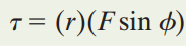 τ = (r)(F sin ϕ)